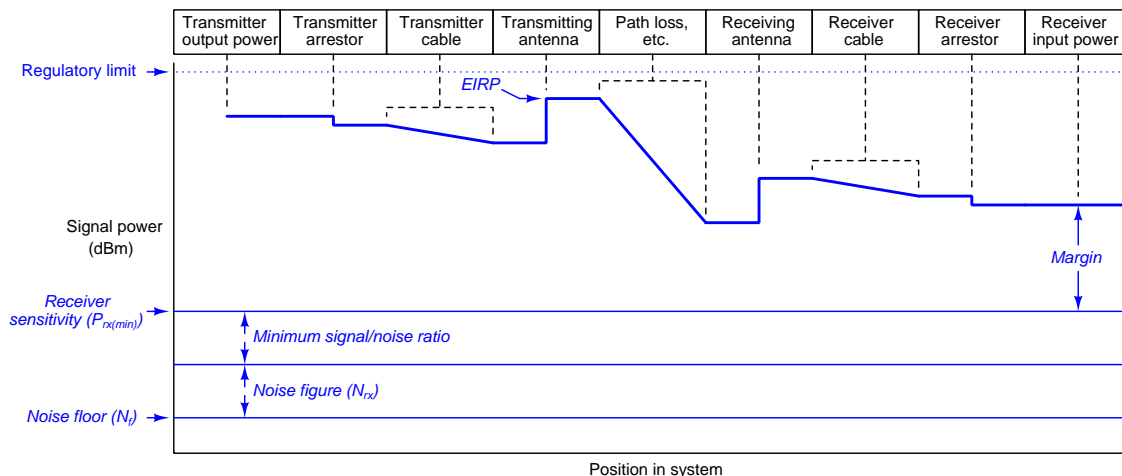 Transmitter Transmitter Transmitter Transmitting Path loss, Receiving Receiver Receiver Receiver
output power arrestor cable antenna etc. antenna cable arrestor input power
Regulatory limit
EIRP
Signal power
(dBm)
Margin
Receiver
sensitivity (Prx(min))
Minimum signal/noise ratio
Noise figure (Nrx)
Noise floor (Nf)
Position in system